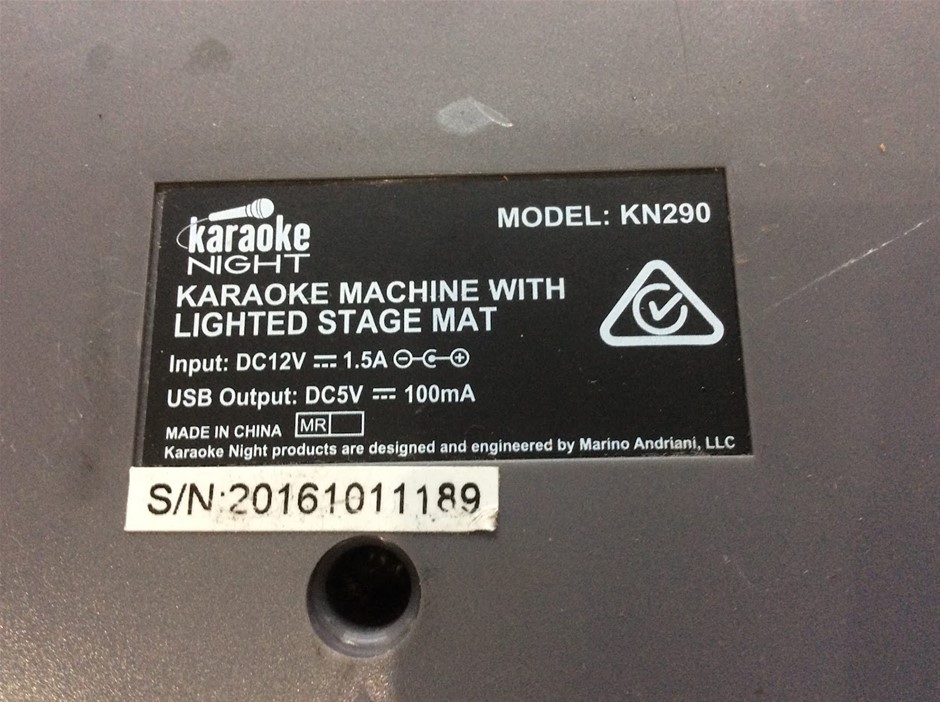 karaoke
NIGHT
MODEL: KN290
KARAOKE MACHINE WITH
LIGHTED STAGE MAT
Input: DC12V 1.5A
USB Output: DC5V 100mA
MADE IN CHINA MR
Karaoke Night products are designed and engineered by Marino Andriani, LLC
S/N:20161011189